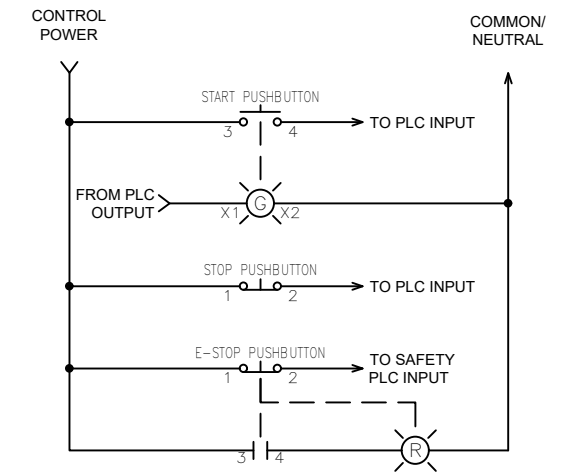 CONTROL
POWER
COMMON/
NEUTRAL
START PUSHBUTTON
3 4
TO PLC INPUT
FROM PLC
OUTPUT
X1 G X2
STOP PUSHBUTTON
1 2
TO PLC INPUT
E-STOP PUSHBUTTON
1 2
TO SAFETY
PLC INPUT
3 4
R